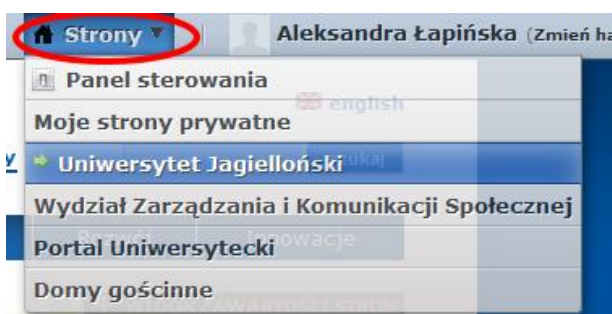 Strony Aleksandra Łapińska (Zmień ha
Panel sterowania
english
Moje strony prywatne
y
Uniwersytet Jagielloński
Wydział Zarządzania i Komunikacji Społecznej
Innowacje
Portal Uniwersytecki
Domy gościnne